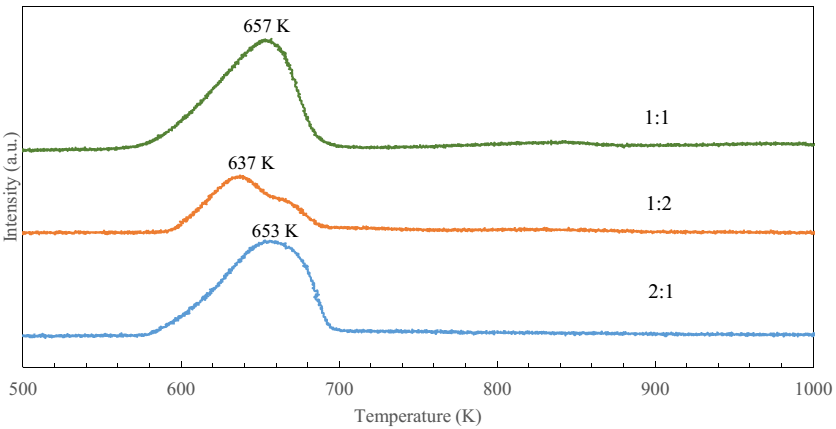 657 K
1:1
637 K
1:2
653 K
2:1
Intensity (a.u.)
500 600 700 800 900 1000
Temperature (K)